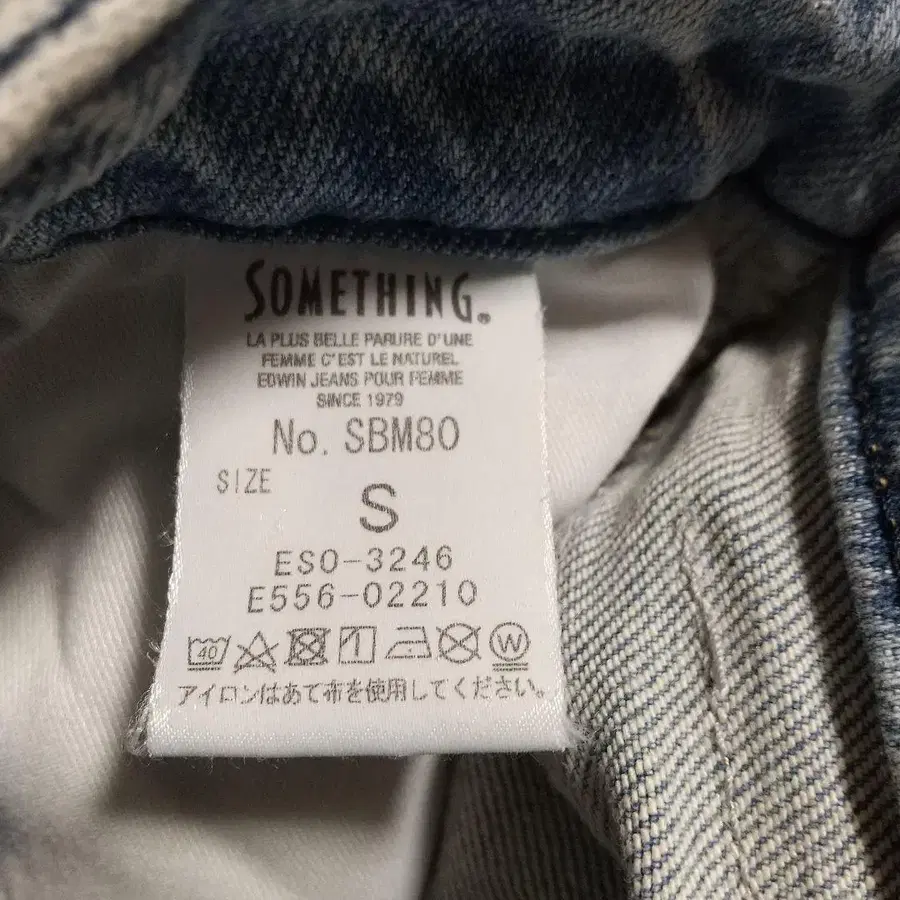 SOMETHING®
LA PLUS BELLE PARURE D'UNE
FEMME C'EST LE NATUREL
EDWIN JEANS POUR FEMME
SINCE 1979
No. SBM80
SIZE
S
ESO-3246
E556-02210
40 W
アイロンはあて布を使用してください。